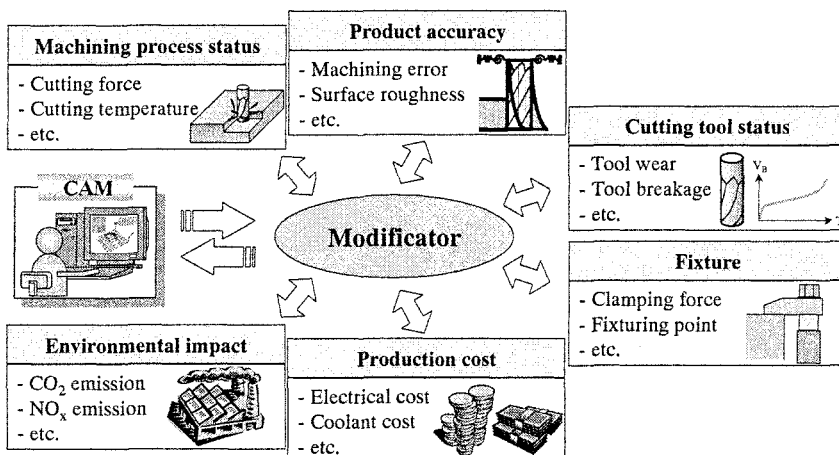 Machining process status
- Cutting force
- Cutting temperature
- etc.
Product accuracy
- Machining error
- Surface roughness
- etc.
Cutting tool status
- Tool wear
- Tool breakage
- etc.
V_B
CAM
Modificator
Fixture
- Clamping force
- Fixturing point
- etc.
Environmental impact
- CO₂ emission
- NOₓ emission
- etc.
Production cost
- Electrical cost
- Coolant cost
- etc.